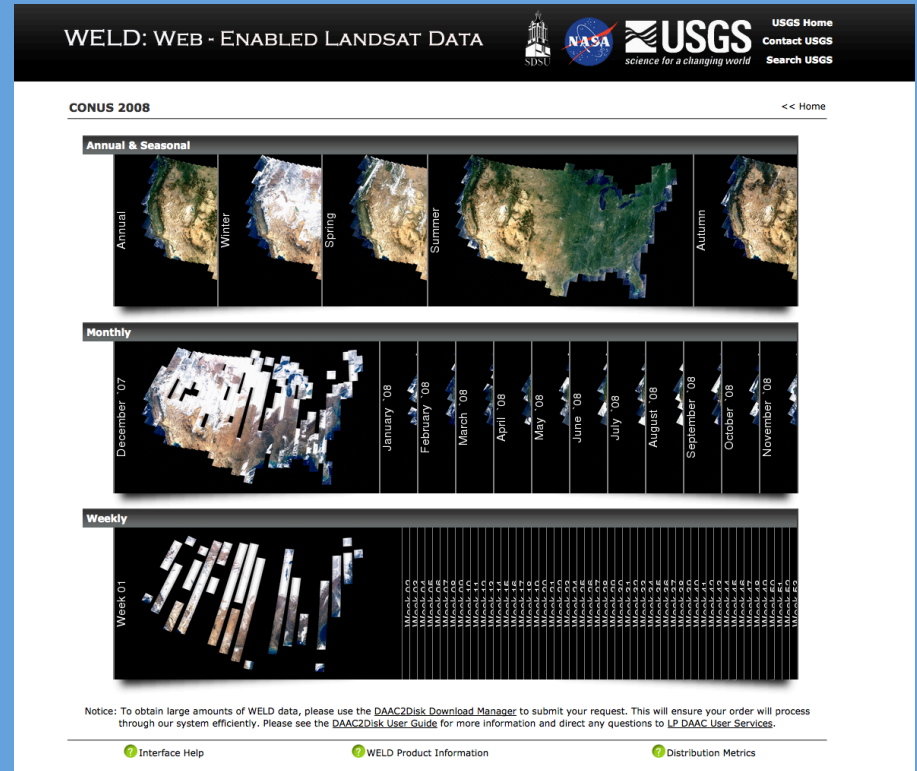 WELD: WEB - ENABLED LANDSAT DATA
SDSU
NASA
USGS
science for a changing world
USGS Home
Contact USGS
Search USGS
CONUS 2008
<< Home
Annual & Seasonal
Annual
Winter
Spring
Summer
Autumn
Monthly
December `07
January `08
February `08
March `08
April `08
May `08
June `08
July `08
August `08
September `08
October `08
November `08
Weekly
Week 01
Notice: To obtain large amounts of WELD data, please use the DAAC2Disk Download Manager to submit your request. This will ensure your order will process
through our system efficiently. Please see the DAAC2Disk User Guide for more information and direct any questions to LP DAAC User Services.
Interface Help
WELD Product Information
Distribution Metrics